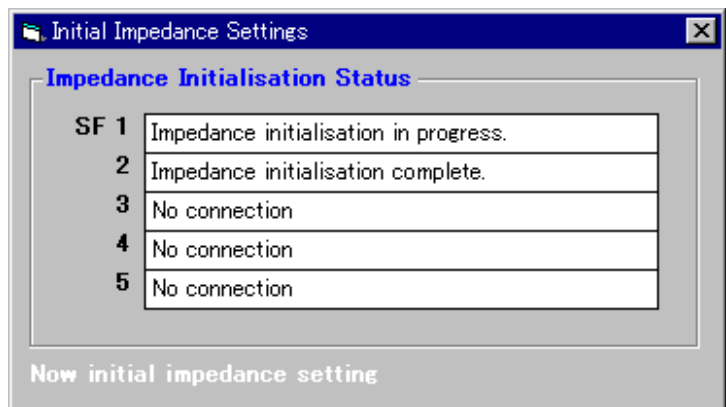 Initial Impedance Settings
Impedance Initialisation Status
SF 1 Impedance initialisation in progress.
2 Impedance initialisation complete.
3 No connection
4 No connection
5 No connection
Now initial impedance setting